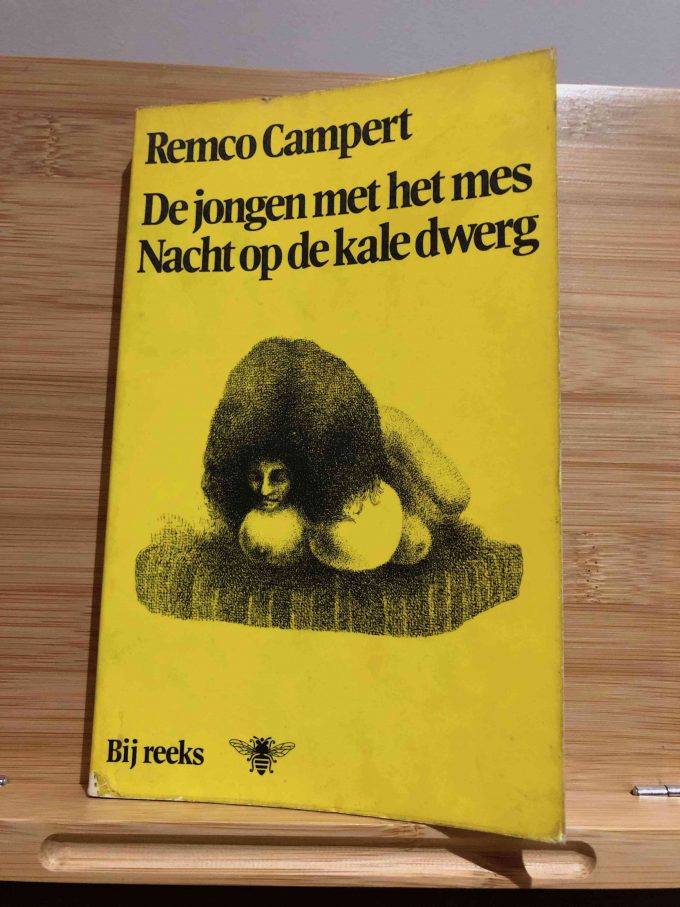 Remco Campert
De jongen met het mes
Nacht op de kale dwerg
Bij reeks